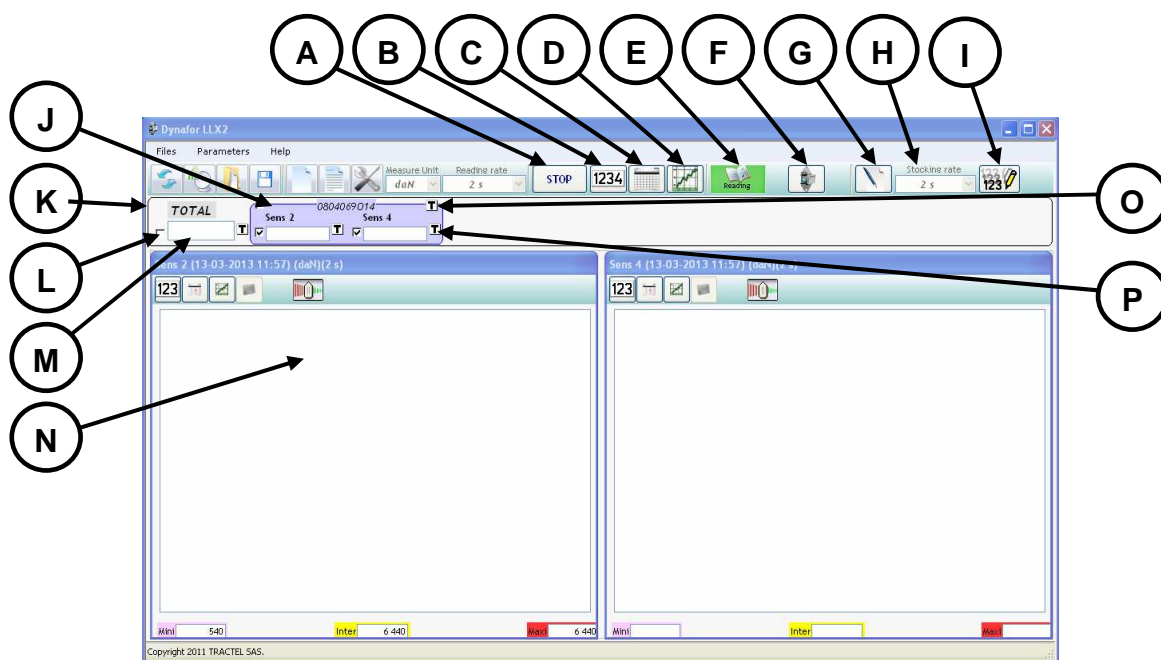 A B C D E F G H I
J
K
L
M
N
O
P
Dynafor LLX2
Files Parameters Help
Measure Unit Reading rate Stocking rate
daN 2 s STOP 1234 Reading 2 s 123
TOTAL 0804069014 T
Sens 2 Sens 4
T T T
Sens 2 (13-03-2013 11:57) (daN)(2 s) Sens 4 (13-03-2013 11:57) (daN)(2 s)
123 123
Mini 540 Inter 6 440 Maxi 6 440 Mini Inter Maxi
Copyright 2011 TRACTEL SAS.